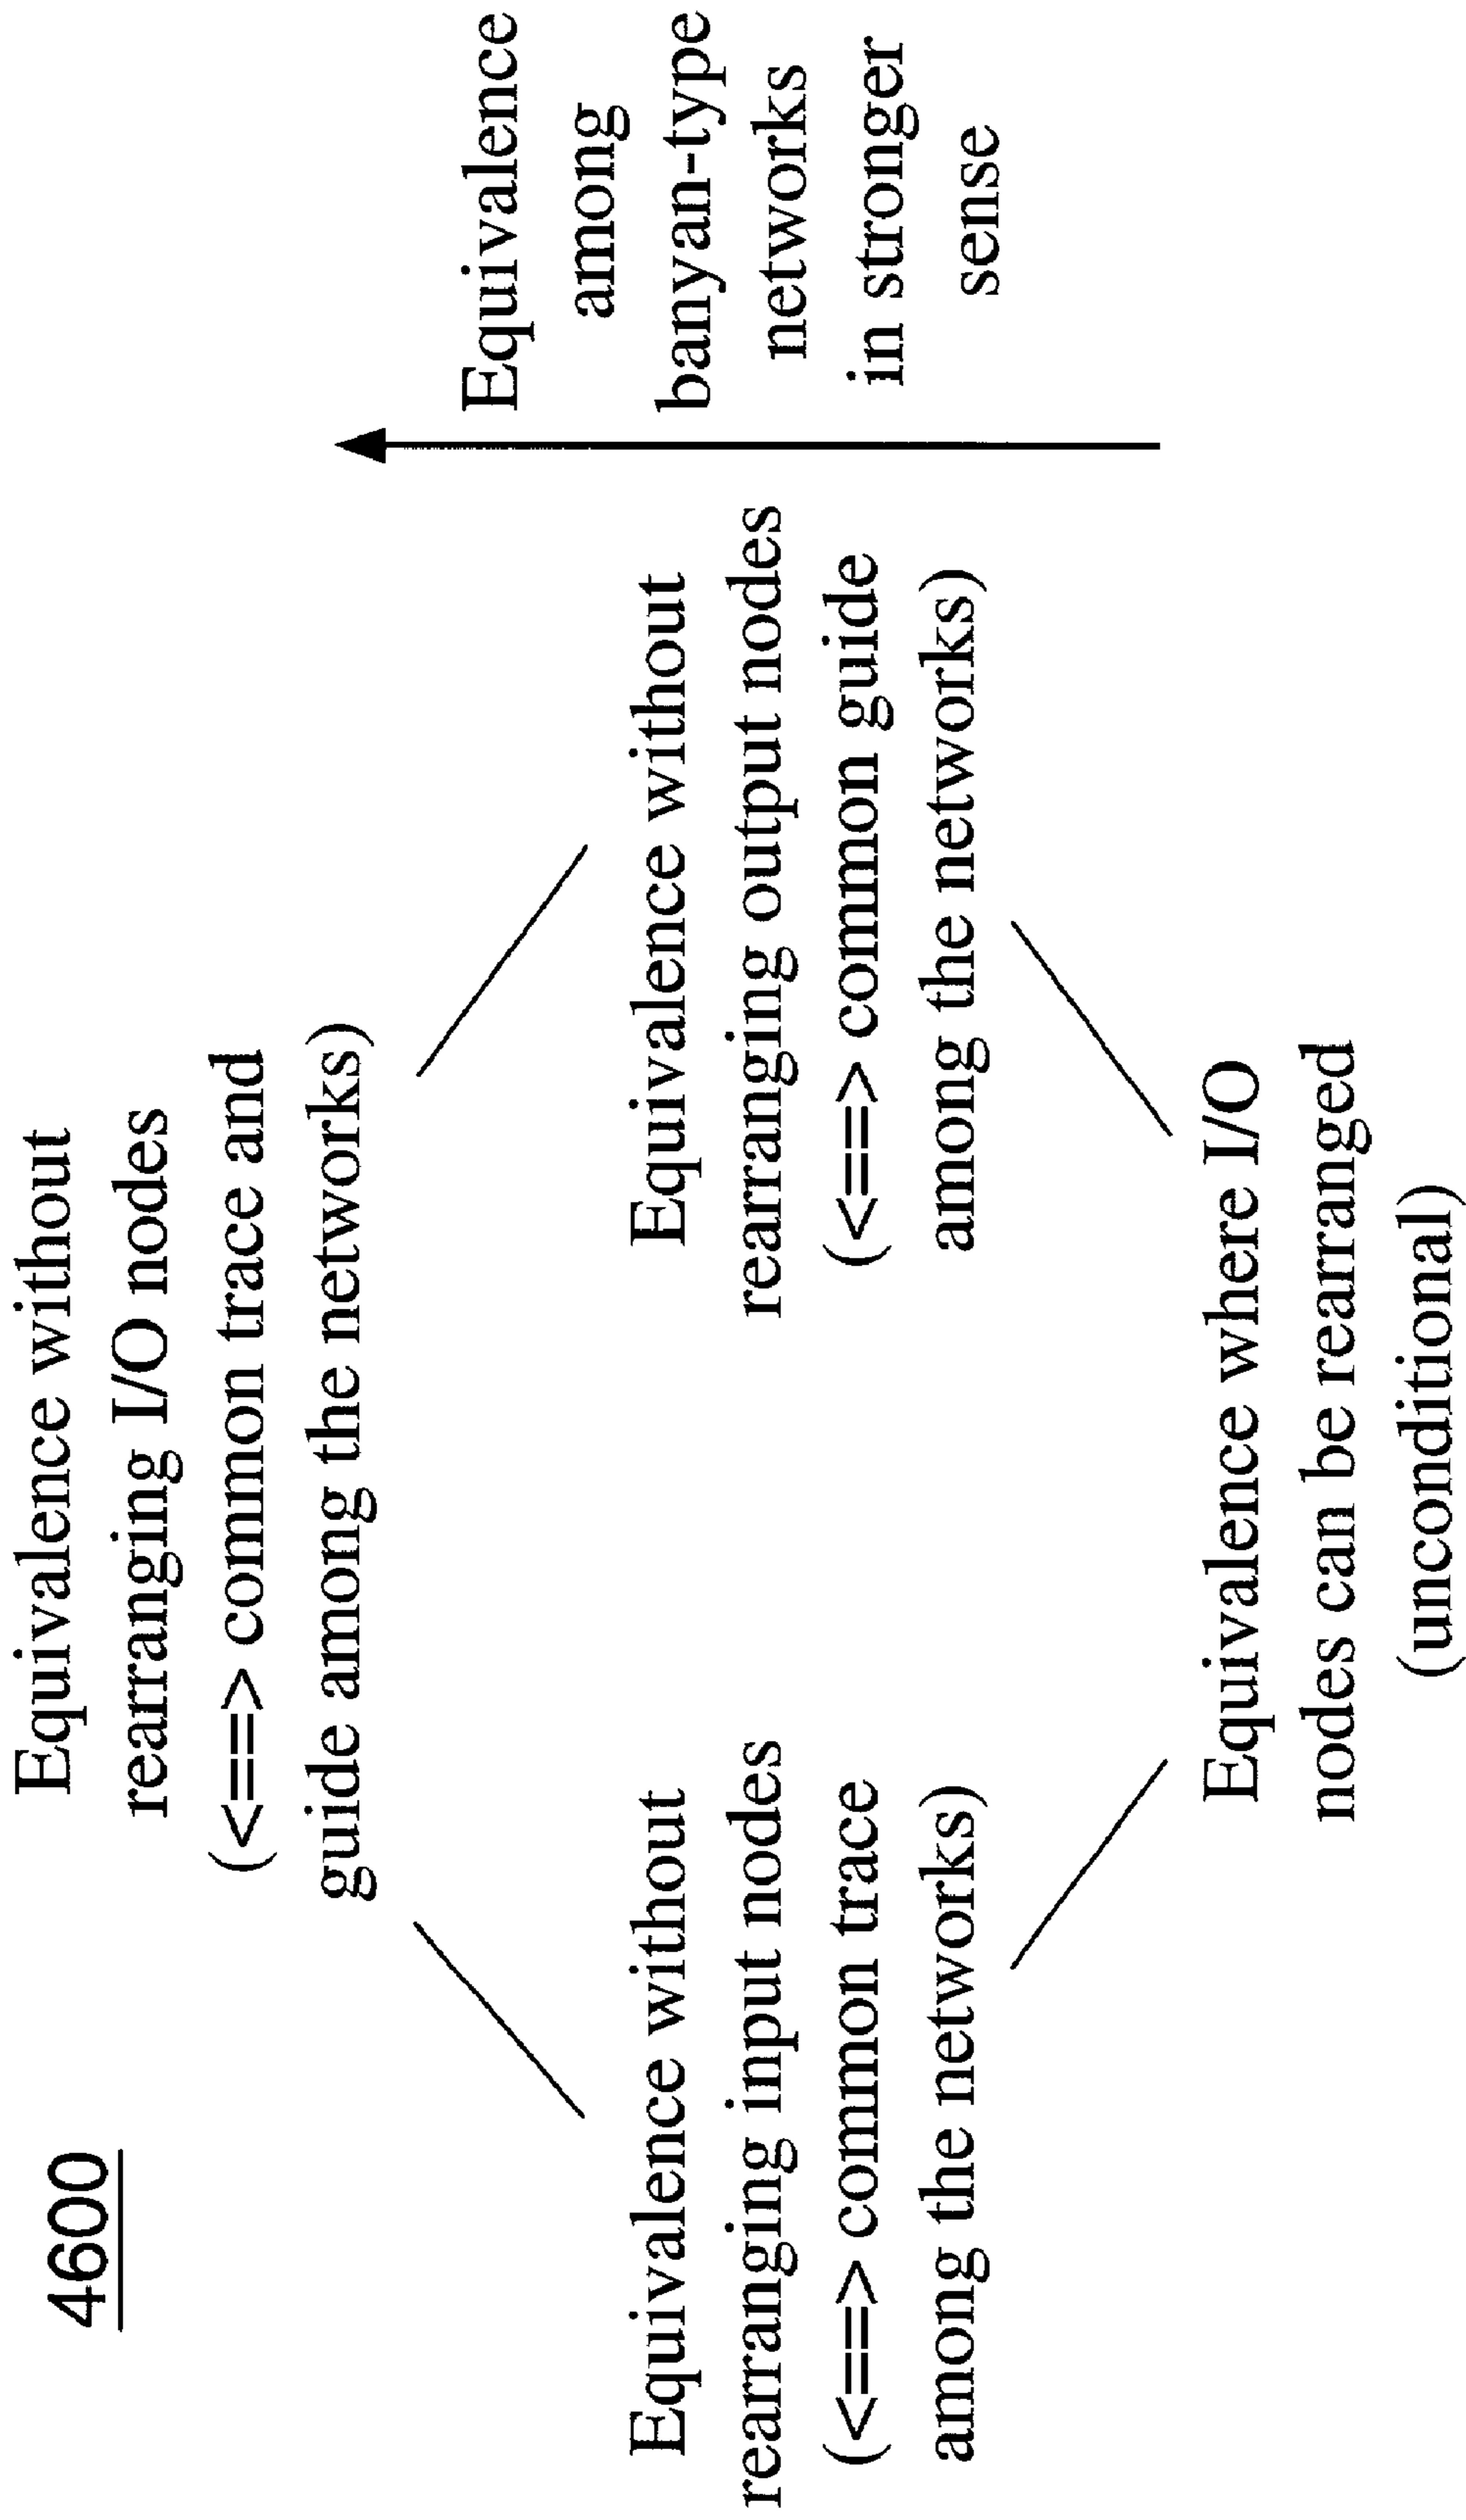 4600
Equivalence without
rearranging I/O nodes
(<==> common trace and
guide among the networks)
Equivalence without
rearranging input nodes
(<==> common trace
among the networks)
Equivalence without
rearranging output nodes
(<==> common guide
among the networks)
Equivalence where I/O
nodes can be rearranged
(unconditional)
Equivalence
among
banyan-type
networks
in stronger
sense